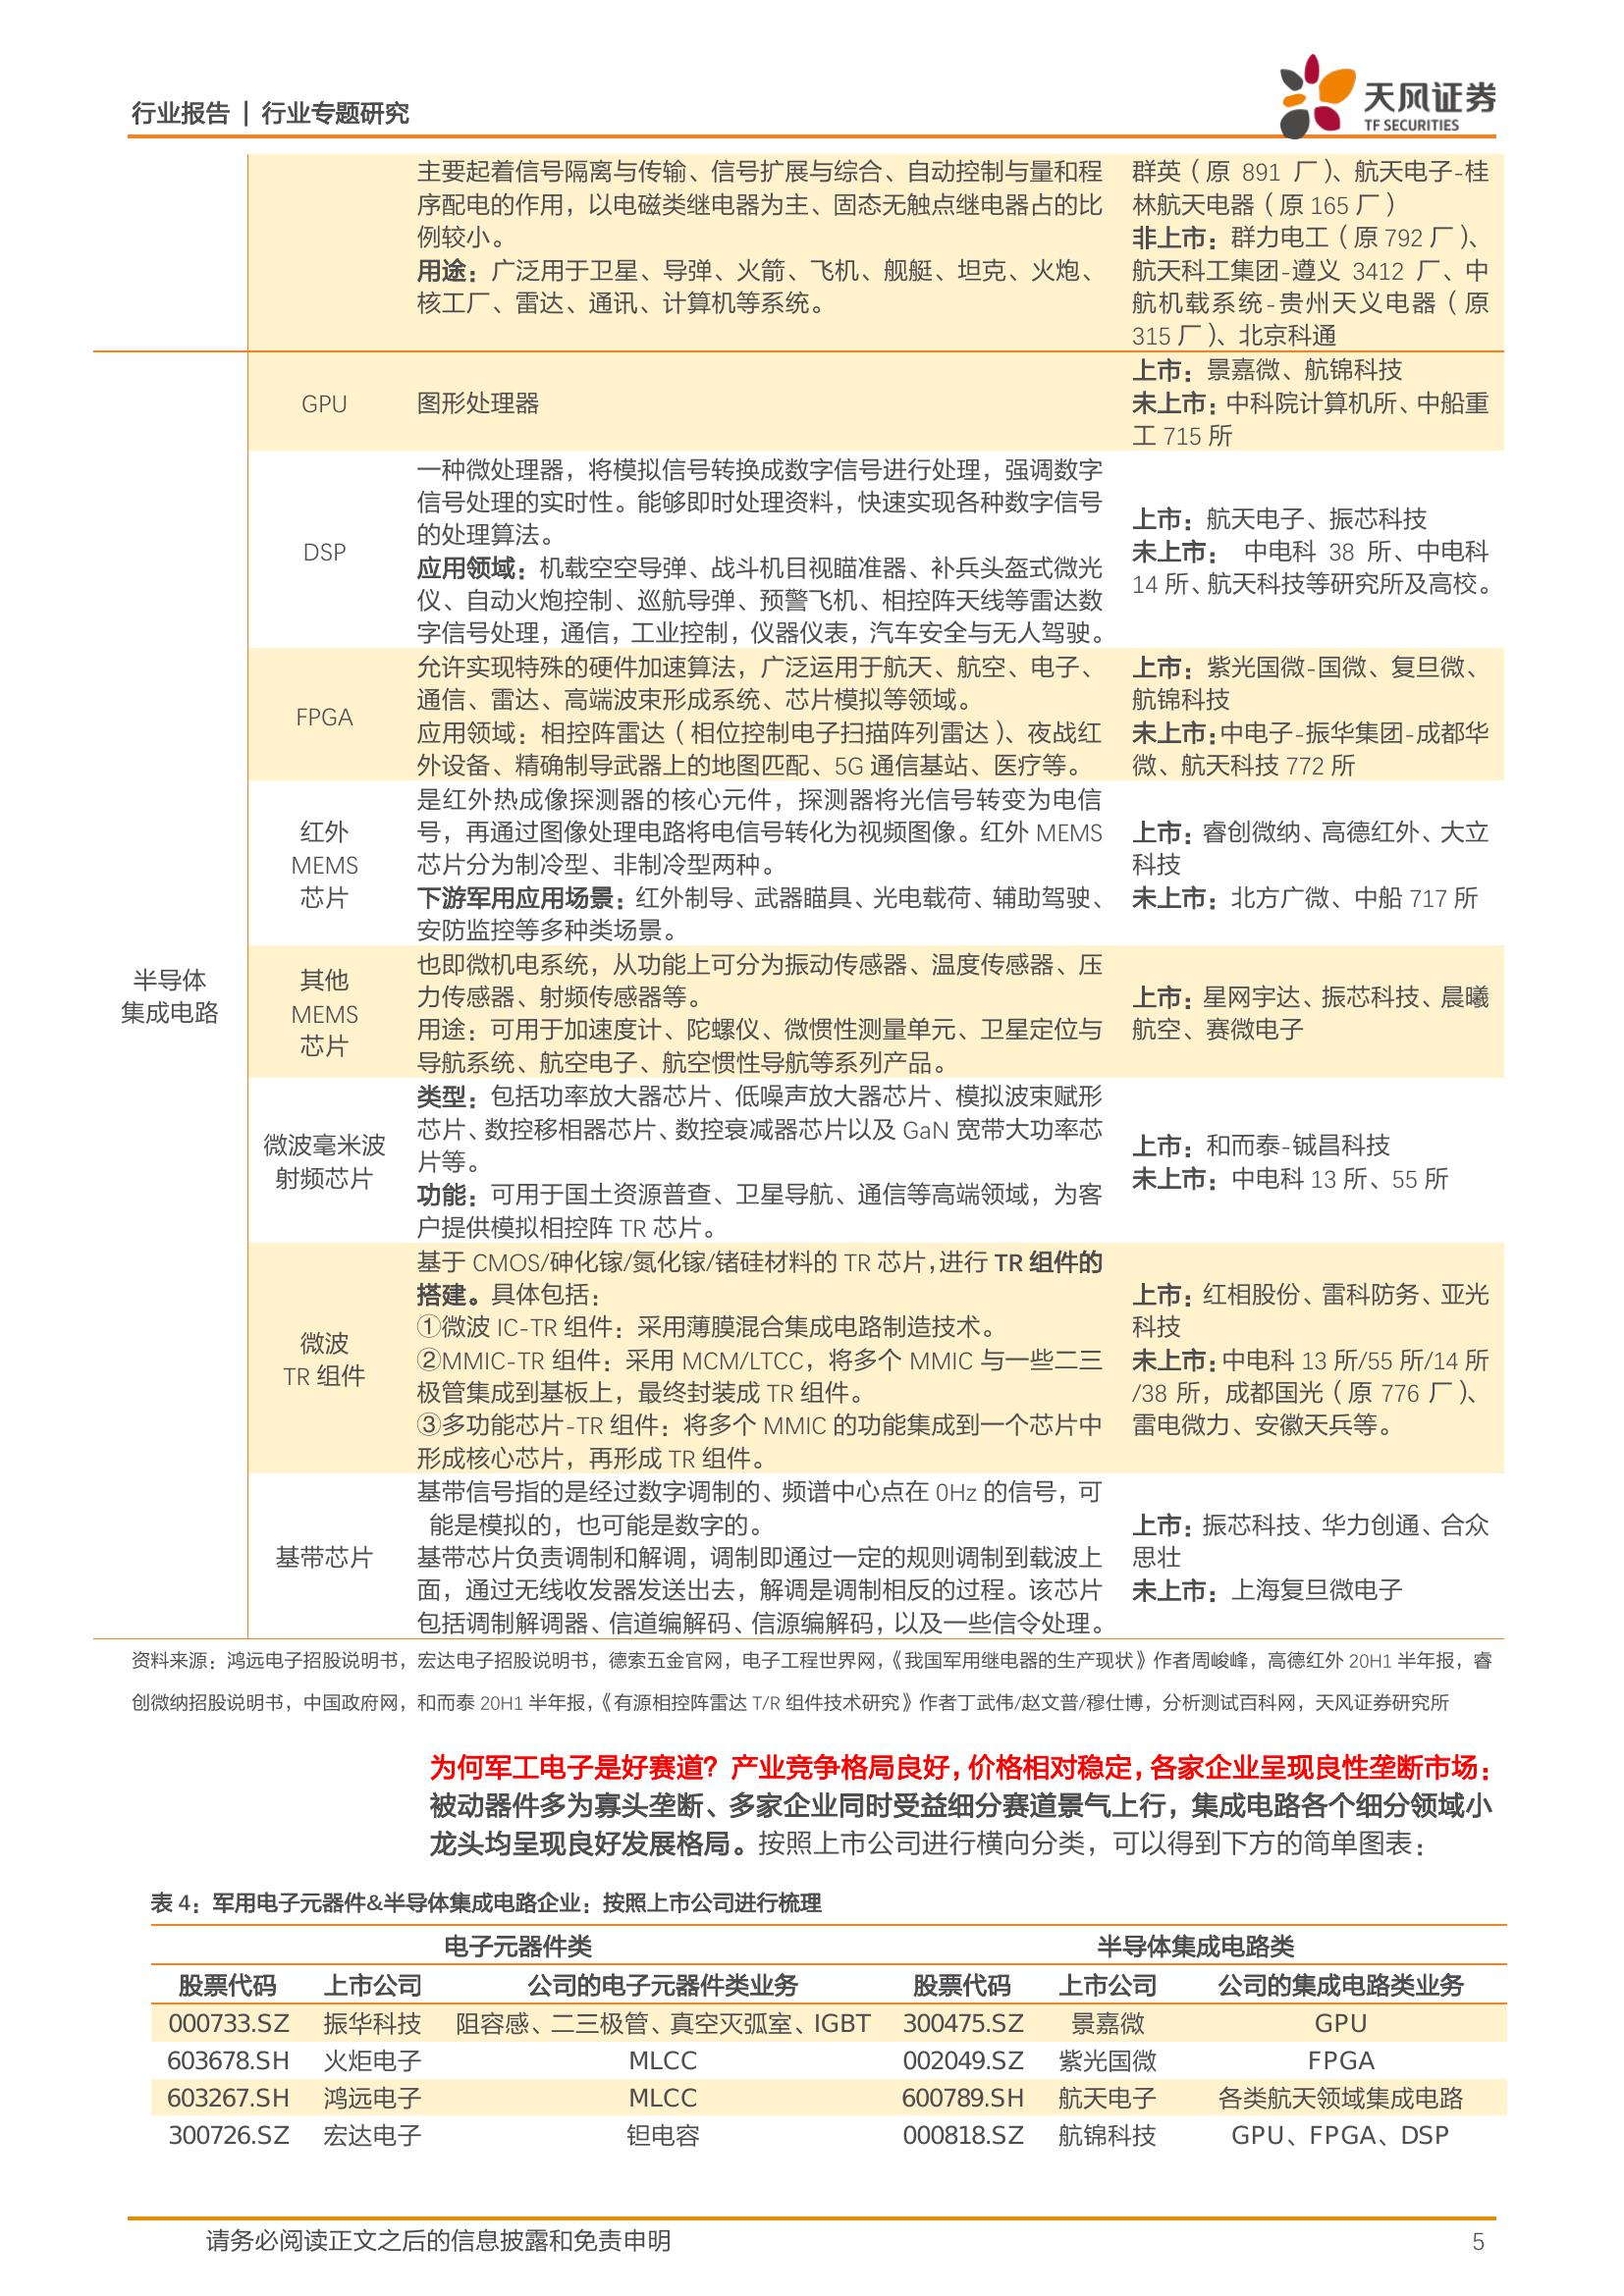 行业报告 | 行业专题研究
天风证券
TF SECURITIES
主要起着信号隔离与传输、信号扩展与综合、自动控制与量和程
序配电的作用，以电磁类继电器为主、固态无触点继电器占的比
例较小。
用途：广泛用于卫星、导弹、火箭、飞机、舰艇、坦克、火炮、
核工厂、雷达、通讯、计算机等系统。
群英（原 891 厂）、航天电子-桂
林航天电器（原 165 厂）
非上市：群力电工（原 792 厂）、
航天科工集团-遵义 3412 厂、中
航机载系统-贵州天义电器（原
315 厂）、北京科通
半导体
集成电路
GPU
图形处理器
上市：景嘉微、航锦科技
未上市：中科院计算机所、中船重
工 715 所
DSP
一种微处理器，将模拟信号转换成数字信号进行处理，强调数字
信号处理的实时性。能够即时处理资料，快速实现各种数字信号
的处理算法。
应用领域：机载空空导弹、战斗机目视瞄准器、补兵头盔式微光
仪、自动火炮控制、巡航导弹、预警飞机、相控阵天线等雷达数
字信号处理，通信，工业控制，仪器仪表，汽车安全与无人驾驶。
上市：航天电子、振芯科技
未上市： 中电科 38 所、中电科
14 所、航天科技等研究所及高校。
FPGA
允许实现特殊的硬件加速算法，广泛运用于航天、航空、电子、
通信、雷达、高端波束形成系统、芯片模拟等领域。
应用领域：相控阵雷达（相位控制电子扫描阵列雷达）、夜战红
外设备、精确制导武器上的地图匹配、5G 通信基站、医疗等。
上市：紫光国微-国微、复旦微、
航锦科技
未上市：中电子-振华集团-成都华
微、航天科技 772 所
红外
MEMS
芯片
是红外热成像探测器的核心元件，探测器将光信号转变为电信
号，再通过图像处理电路将电信号转化为视频图像。红外 MEMS
芯片分为制冷型、非制冷型两种。
下游军用应用场景：红外制导、武器瞄具、光电载荷、辅助驾驶、
安防监控等多种类场景。
上市：睿创微纳、高德红外、大立
科技
未上市：北方广微、中船 717 所
其他
MEMS
芯片
也即微机电系统，从功能上可分为振动传感器、温度传感器、压
力传感器、射频传感器等。
用途：可用于加速度计、陀螺仪、微惯性测量单元、卫星定位与
导航系统、航空电子、航空惯性导航等系列产品。
上市：星网宇达、振芯科技、晨曦
航空、赛微电子
微波毫米波
射频芯片
类型：包括功率放大器芯片、低噪声放大器芯片、模拟波束赋形
芯片、数控移相器芯片、数控衰减器芯片以及 GaN 宽带大功率芯
片等。
功能：可用于国土资源普查、卫星导航、通信等高端领域，为客
户提供模拟相控阵 TR 芯片。
上市：和而泰-铖昌科技
未上市：中电科 13 所、55 所
微波
TR 组件
基于 CMOS/砷化镓/氮化镓/锗硅材料的 TR 芯片，进行 TR 组件的
搭建。具体包括：
①微波 IC-TR 组件：采用薄膜混合集成电路制造技术。
②MMIC-TR 组件：采用 MCM/LTCC，将多个 MMIC 与一些二三
极管集成到基板上，最终封装成 TR 组件。
③多功能芯片-TR 组件：将多个 MMIC 的功能集成到一个芯片中
形成核心芯片，再形成 TR 组件。
上市：红相股份、雷科防务、亚光
科技
未上市：中电科 13 所/55 所/14 所
/38 所，成都国光（原 776 厂）、
雷电微力、安徽天兵等。
基带芯片
基带信号指的是经过数字调制的、频谱中心点在 0Hz 的信号，可
能是模拟的，也可能是数字的。
基带芯片负责调制和解调，调制即通过一定的规则调制到载波上
面，通过无线收发器发送出去，解调是调制相反的过程。该芯片
包括调制解调器、信道编解码、信源编解码，以及一些信令处理。
上市：振芯科技、华力创通、合众
思壮
未上市：上海复旦微电子
资料来源：鸿远电子招股说明书，宏达电子招股说明书，德索五金官网，电子工程世界网，《我国军用继电器的生产现状》作者周峻峰，高德红外 20H1 半年报，睿
创微纳招股说明书，中国政府网，和而泰 20H1 半年报，《有源相控阵雷达 T/R 组件技术研究》作者丁武伟/赵文普/穆仕博，分析测试百科网，天风证券研究所
为何军工电子是好赛道？产业竞争格局良好，价格相对稳定，各家企业呈现良性垄断市场：
被动器件多为寡头垄断、多家企业同时受益细分赛道景气上行，集成电路各个细分领域小
龙头均呈现良好发展格局。按照上市公司进行横向分类，可以得到下方的简单图表：
表 4：军用电子元器件&半导体集成电路企业：按照上市公司进行梳理
电子元器件类 半导体集成电路类
股票代码 上市公司 公司的电子元器件类业务 股票代码 上市公司 公司的集成电路类业务
000733.SZ 振华科技 阻容感、二三极管、真空灭弧室、IGBT 300475.SZ 景嘉微 GPU
603678.SH 火炬电子 MLCC 002049.SZ 紫光国微 FPGA
603267.SH 鸿远电子 MLCC 600789.SH 航天电子 各类航天领域集成电路
300726.SZ 宏达电子 钽电容 000818.SZ 航锦科技 GPU、FPGA、DSP
请务必阅读正文之后的信息披露和免责申明 5